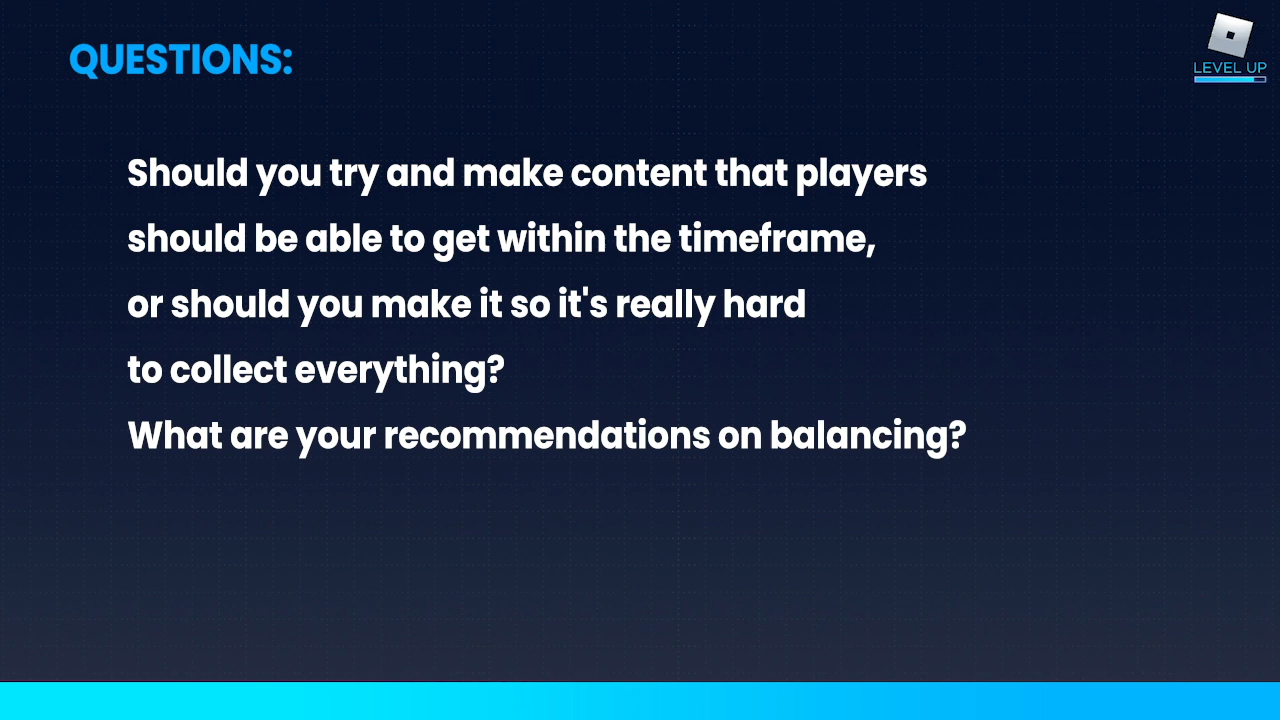 QUESTIONS:
LEVEL UP
Should you try and make content that players
should be able to get within the timeframe,
or should you make it so it's really hard
to collect everything?
What are your recommendations on balancing?